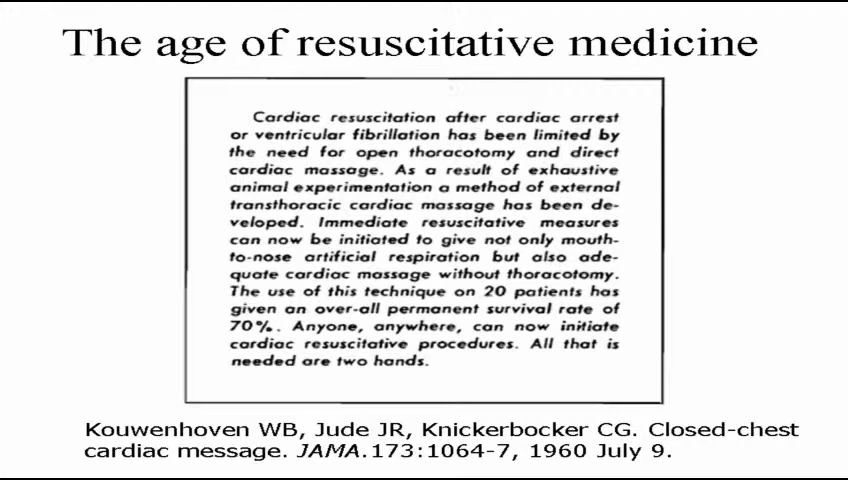 The age of resuscitative medicine
Cardiac resuscitation after cardiac arrest
or ventricular fibrillation has been limited by
the need for open thoracotomy and direct
cardiac massage. As a result of exhaustive
animal experimentation a method of external
transthoracic cardiac massage has been de-
veloped. Immediate resuscitative measures
can now be initiated to give not only mouth-
to-nose artificial respiration but also ade-
quate cardiac massage without thoracotomy.
The use of this technique on 20 patients has
given an over-all permanent survival rate of
70%. Anyone, anywhere, can now initiate
cardiac resuscitative procedures. All that is
needed are two hands.
Kouwenhoven WB, Jude JR, Knickerbocker CG. Closed-chest
cardiac message. JAMA.173:1064-7, 1960 July 9.